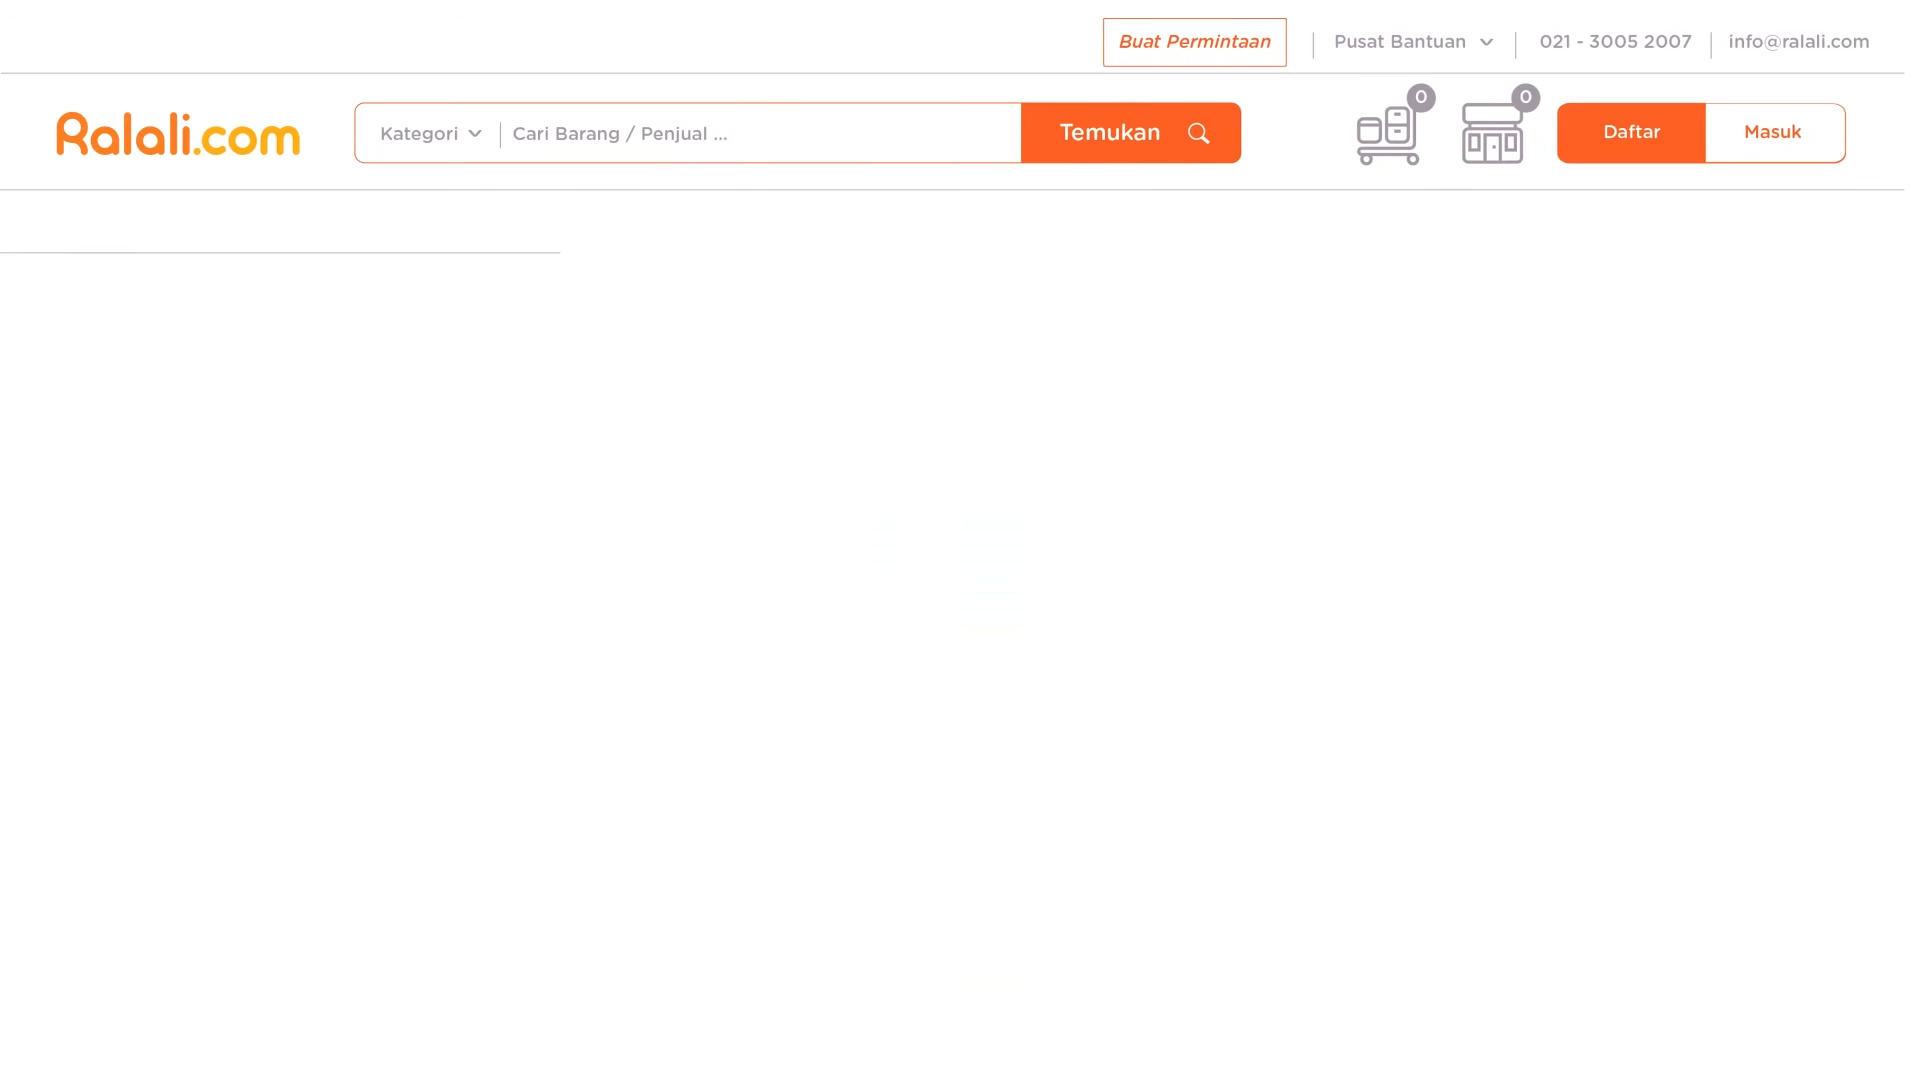 Buat Permintaan
Pusat Bantuan
021 - 3005 2007
info@ralali.com
Ralali.com
Kategori
Cari Barang / Penjual ...
Temukan
0
0
Daftar
Masuk